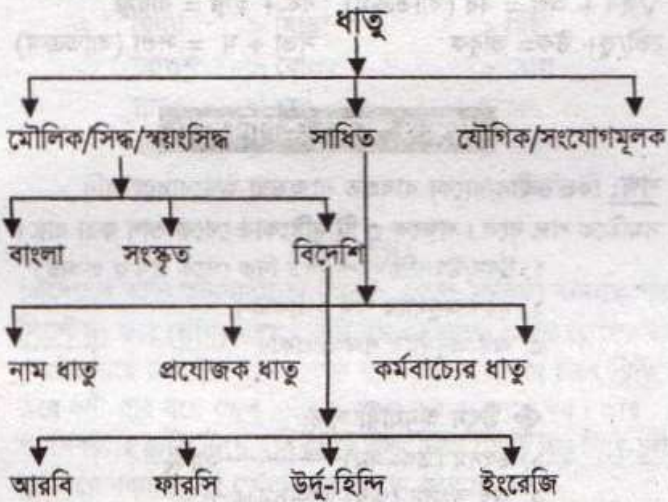 ধাতু
মৌলিক/সিদ্ধ/স্বয়ংসিদ্ধ সাধিত যৌগিক/সংযোগমূলক
বাংলা সংস্কৃত বিদেশি
নাম ধাতু প্রযোজক ধাতু কর্মবাচ্যের ধাতু
আরবি ফারসি উর্দু-হিন্দি ইংরেজি